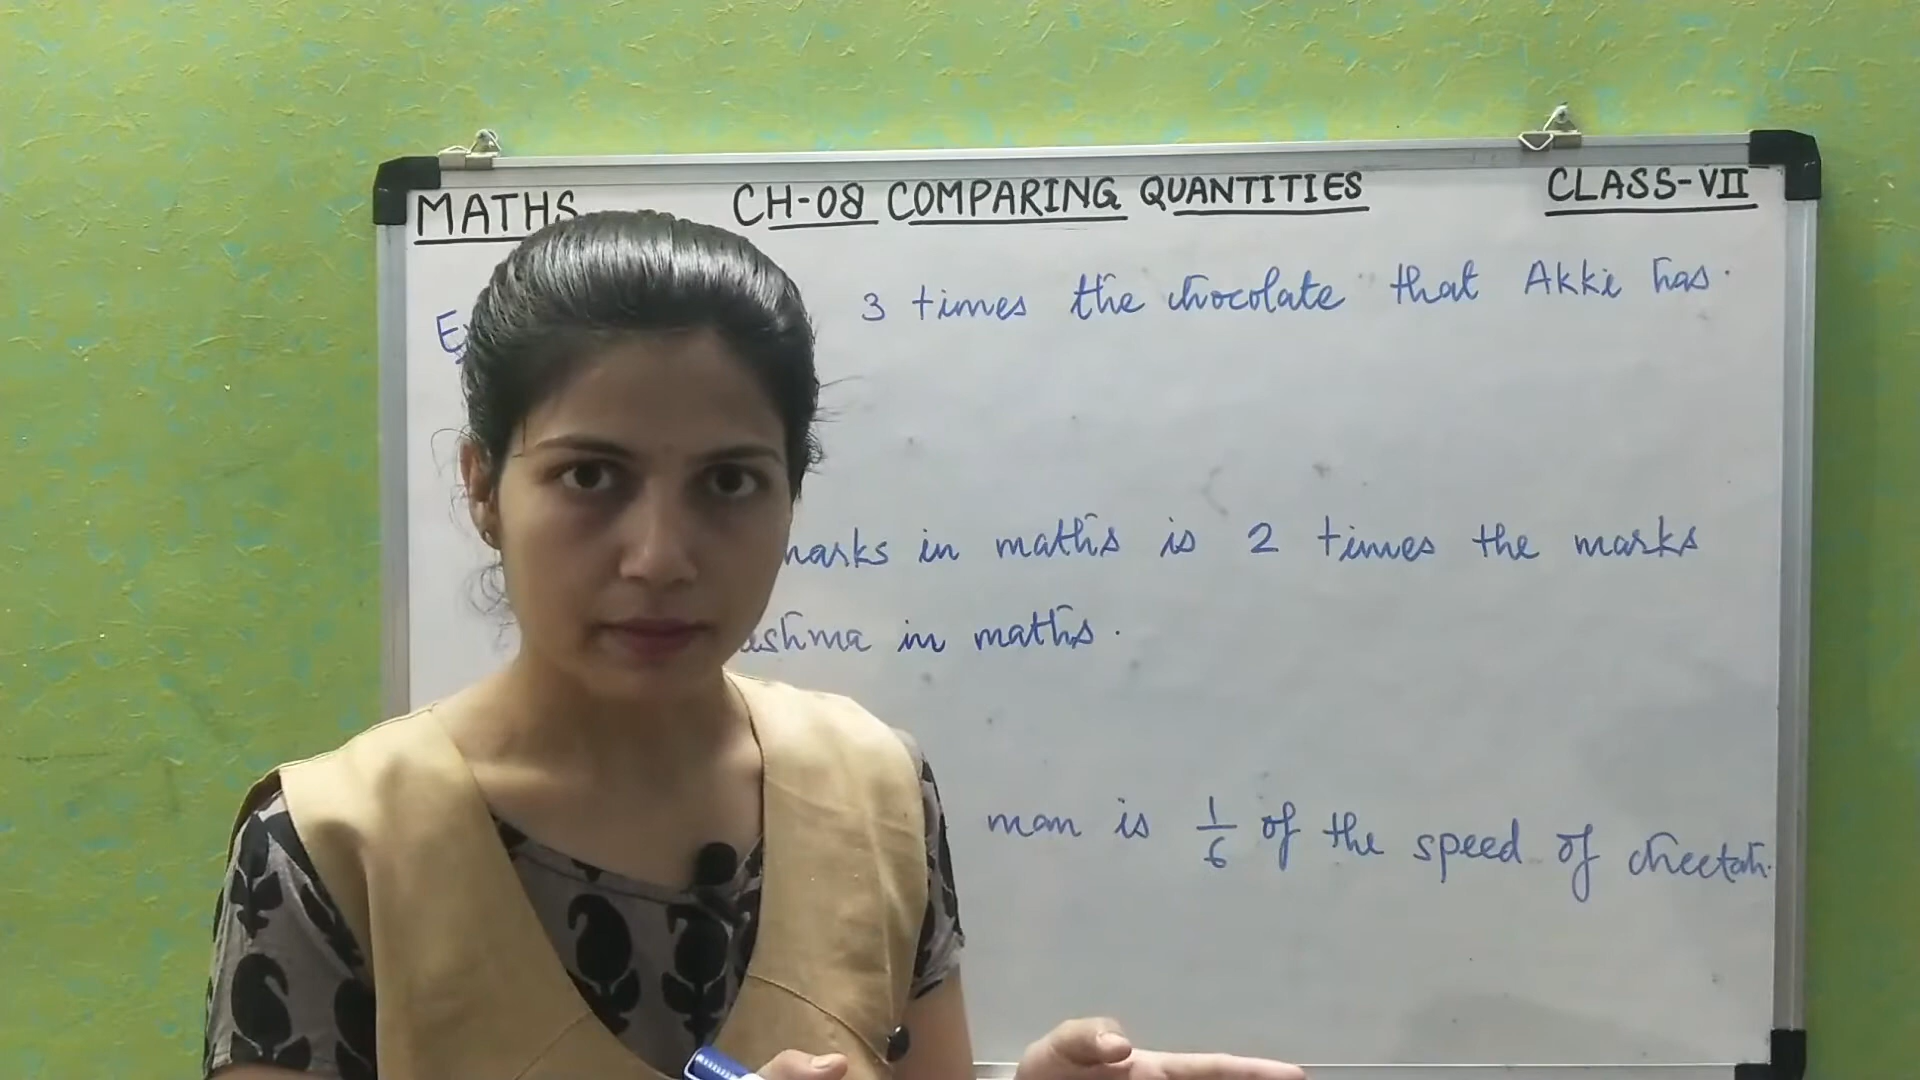 MATHS CH-08 COMPARING QUANTITIES CLASS-VII
3 times the chocolate that Akki has.
marks in maths is 2 times the marks
in maths.
man is 1/6 of the speed of cheetah.